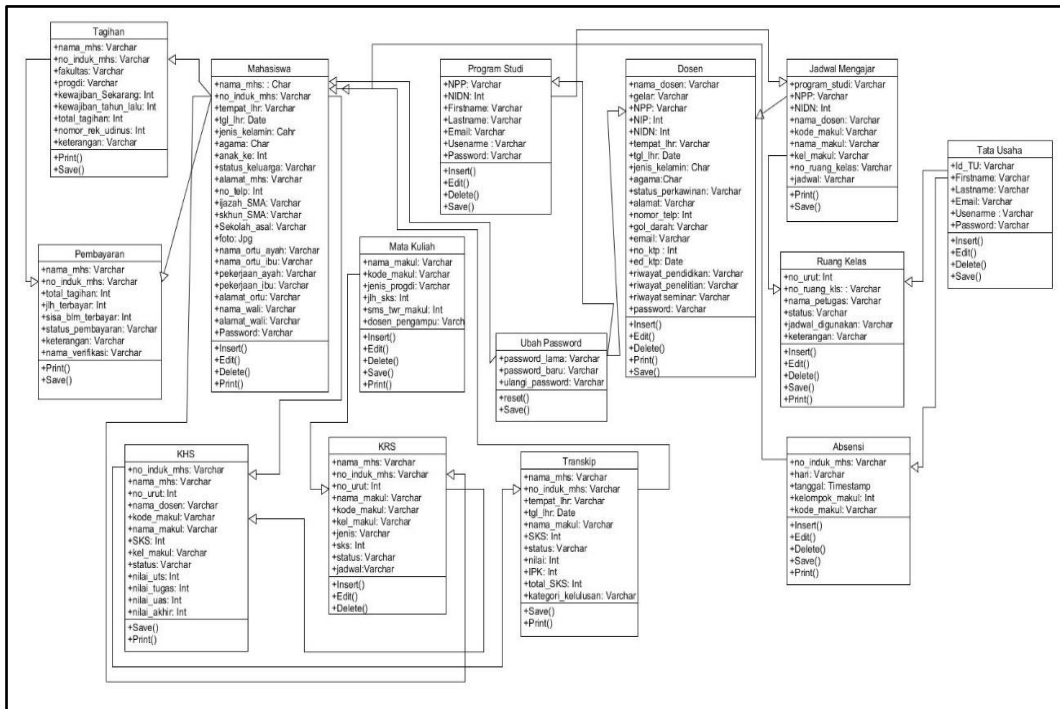 Tagihan
+nama_mhs: Varchar
+no_induk_mhs: Varchar
+fakultas: Varchar
+progdi: Varchar
+kewajiban_Sekarang: Int
+kewajiban_tahun_lalu: Int
+total_tagihan: Int
+nomor_rek_udinus: Int
+keterangan: Varchar
+Print()
+Save()
Mahasiswa
+nama_mhs: : Char
+no_induk_mhs: Varchar
+tempat_lhr: Varchar
+tgl_lhr: Date
+jenis_kelamin: Cahr
+agama: Char
+anak_ke: Int
+status_keluarga: Varchar
+alamat_mhs: Varchar
+no_telp: Int
+ijazah_SMA: Varchar
+skhun_SMA: Varchar
+Sekolah_asal: Varchar
+foto: Jpg
+nama_ortu_ayah: Varchar
+nama_ortu_ibu: Varchar
+pekerjaan_ayah: Varchar
+pekerjaan_ibu: Varchar
+alamat_ortu: Varchar
+nama_wali: Varchar
+alamat_wali: Varchar
+Password: Varchar
+Insert()
+Edit()
+Delete()
+Print()
Program Studi
+NPP: Varchar
+NIDN: Int
+Firstname: Varchar
+Lastname: Varchar
+Email: Varchar
+Usename : Varchar
+Password: Varchar
+Insert()
+Edit()
+Delete()
+Save()
Dosen
+nama_dosen: Varchar
+gelar: Varchar
+NPP: Varchar
+NIP: Int
+NIDN: Int
+tempat_lhr: Varchar
+tgl_lhr: Date
+jenis_kelamin: Char
+agama:Char
+status_perkawinan: Varchar
+alamat: Varchar
+nomor_telp: Int
+gol_darah: Varchar
+email: Varchar
+no_ktp : Int
+ed_ktp: Date
+riwayat_pendidikan: Varchar
+riwayat_penelitian: Varchar
+riwayat seminar: Varchar
+password: Varchar
+Insert()
+Edit()
+Delete()
+Print()
+Save()
Jadwal Mengajar
+program_studi: Varchar
+NPP: Varchar
+NIDN: Int
+nama_dosen: Varchar
+kode_makul: Varchar
+nama_makul: Varchar
+kel_makul: Varchar
+no_ruang_kelas: Varchar
+jadwal: Varchar
+Print()
+Save()
Tata Usaha
+Id_TU: Varchar
+Firstname: Varchar
+Lastname: Varchar
+Email: Varchar
+Usename : Varchar
+Password: Varchar
+Insert()
+Edit()
+Delete()
+Save()
Pembayaran
+nama_mhs: Varchar
+no_induk_mhs: Varchar
+total_tagihan: Int
+jlh_terbayar: Int
+sisa_blm_terbayar: Int
+status_pembayaran: Varchar
+keterangan: Varchar
+nama_verifikasi: Varchar
+Print()
+Save()
Mata Kuliah
+nama_makul: Varchar
+kode_makul: Varchar
+jenis_progdi: Varchar
+jlh_sks: Int
+sms_twr_makul: Int
+dosen_pengampu: Varch
+Insert()
+Edit()
+Delete()
+Save()
+Print()
Ubah Password
+password_lama: Varchar
+password_baru: Varchar
+ulangi_password: Varchar
+reset()
+Save()
Ruang Kelas
+no_urut: Int
+no_ruang_kls: : Varchar
+nama_petugas: Varchar
+status: Varchar
+jadwal_digunakan: Varchar
+keterangan: Varchar
+Insert()
+Edit()
+Delete()
+Save()
+Print()
KHS
+no_induk_mhs: Varchar
+nama_mhs: Varchar
+no_urut: Int
+nama_dosen: Varchar
+kode_makul: Varchar
+nama_makul: Varchar
+SKS: Int
+kel_makul: Varchar
+status: Varchar
+nilai_uts: Int
+nilai_tugas: Int
+nilai_uas: Int
+nilai_akhir: Int
+Save()
+Print()
KRS
+nama_mhs: Varchar
+no_induk_mhs: Varchar
+no_urut: Int
+nama_makul: Varchar
+kode_makul: Varchar
+kel_makul: Varchar
+jenis: Varchar
+sks: Int
+status: Varchar
+jadwal:Varchar
+Insert()
+Edit()
+Delete()
Transkip
+nama_mhs: Varchar
+no_induk_mhs: Varchar
+tempat_lhr: Varchar
+tgl_lhr: Date
+nama_makul: Varchar
+SKS: Int
+status: Varchar
+nilai: Int
+IPK: Int
+total_SKS: Int
+kategori_kelulusan: Varchar
+Save()
+Print()
Absensi
+no_induk_mhs: Varchar
+hari: Varchar
+tanggal: Timestamp
+kelompok_makul: Int
+kode_makul: Varchar
+Insert()
+Edit()
+Delete()
+Save()
+Print()